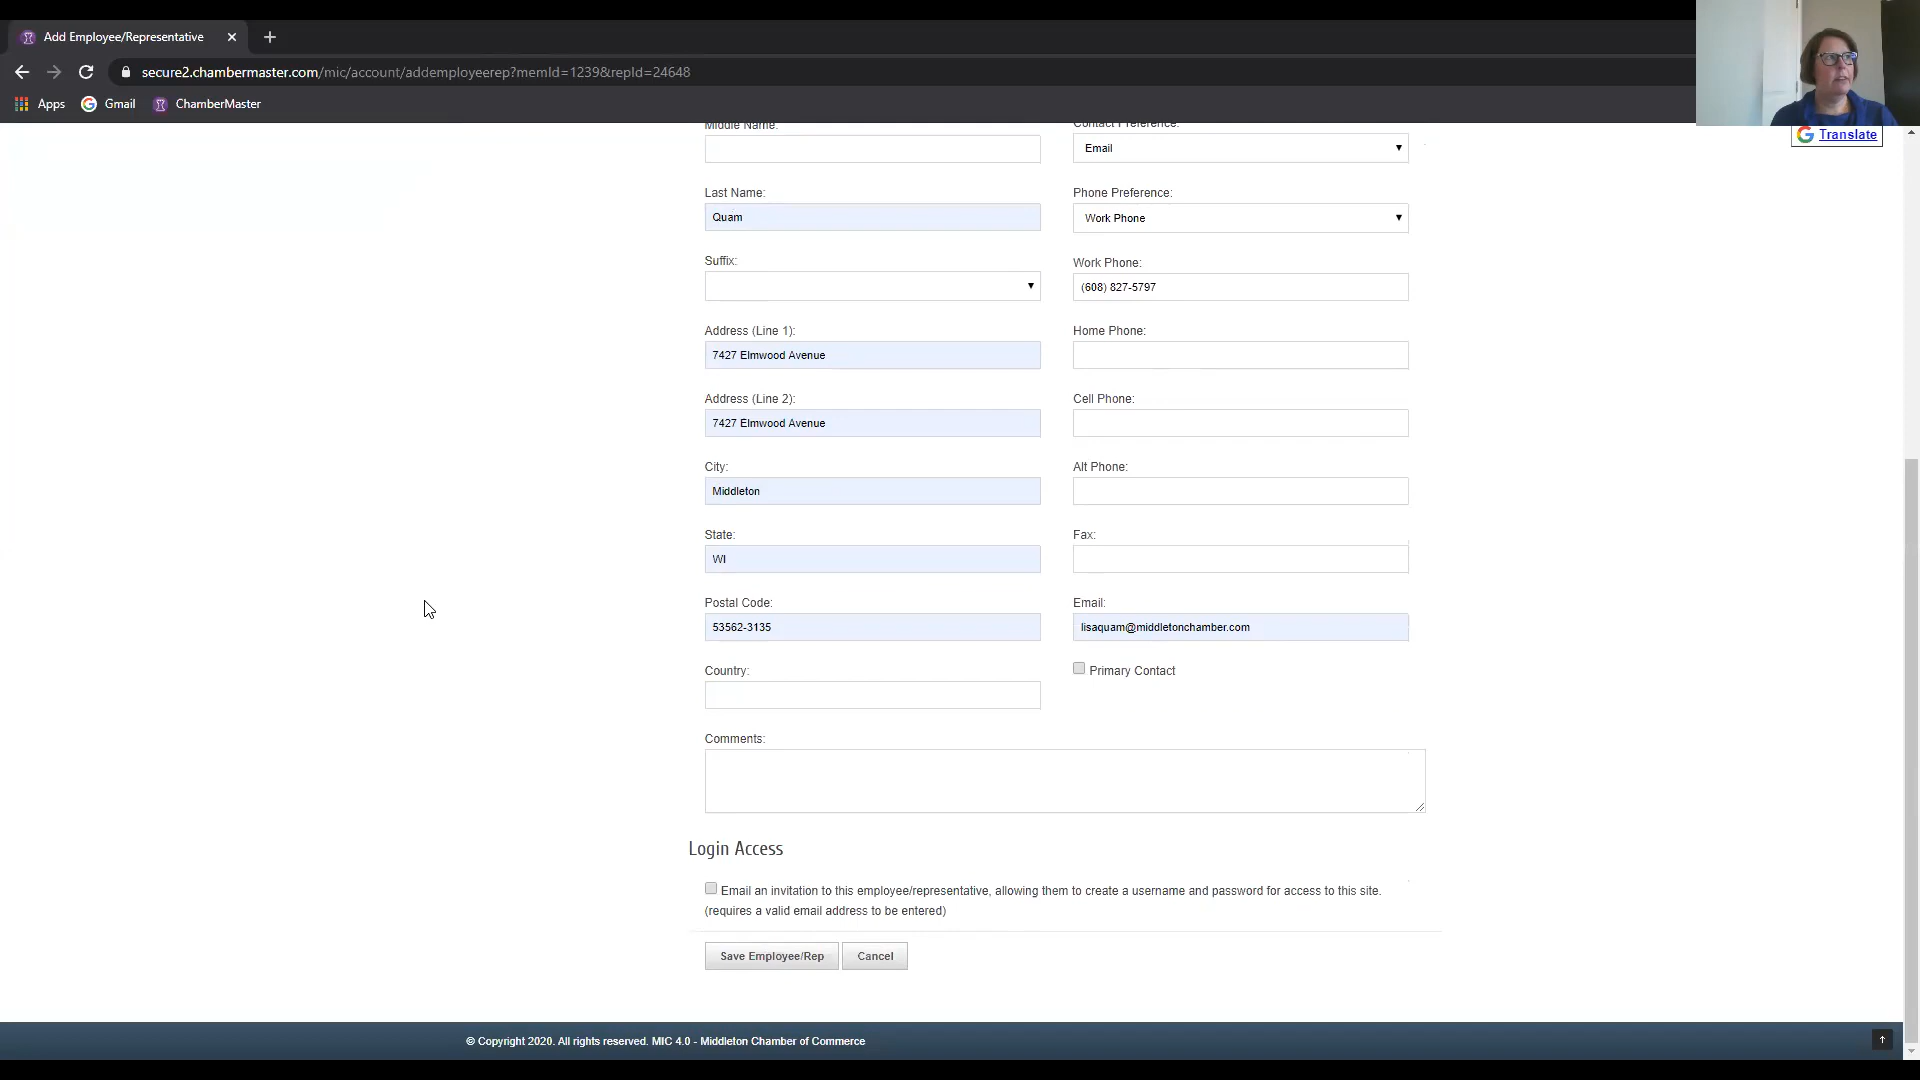 Add Employee/Representative
secure2.chambermaster.com/mic/account/addemployeerep?memId=1239&repId=24648
Apps
Gmail
ChamberMaster
Translate
Middle Name:
Contact Preference:
Email
Last Name:
Quam
Phone Preference:
Work Phone
Suffix:
Work Phone:
(608) 827-5797
Address (Line 1):
7427 Elmwood Avenue
Home Phone:
Address (Line 2):
7427 Elmwood Avenue
Cell Phone:
City:
Middleton
Alt Phone:
State:
WI
Fax:
Postal Code:
53562-3135
Email:
lisaquam@middletonchamber.com
Country:
Primary Contact
Comments:
Login Access
Email an invitation to this employee/representative, allowing them to create a username and password for access to this site.
(requires a valid email address to be entered)
Save Employee/Rep
Cancel
© Copyright 2020. All rights reserved. MIC 4.0 - Middleton Chamber of Commerce